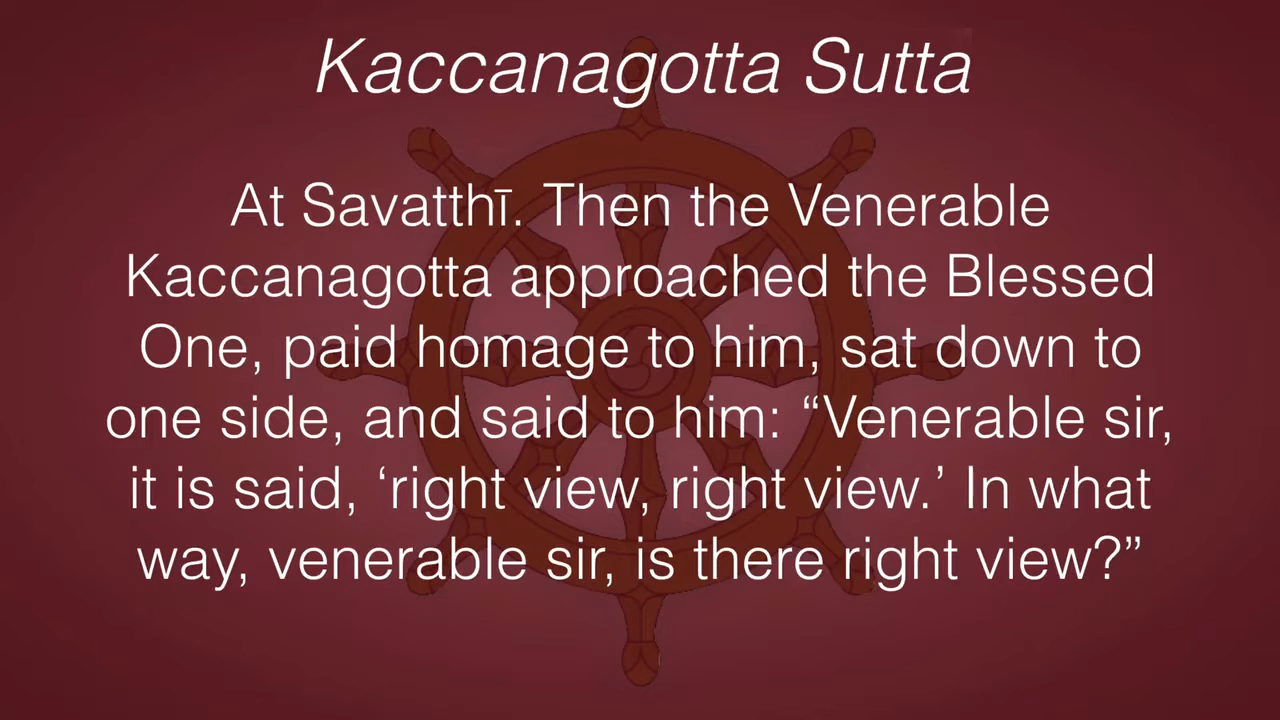 Kaccanagotta Sutta
At Savatthī. Then the Venerable
Kaccanagotta approached the Blessed
One, paid homage to him, sat down to
one side, and said to him: “Venerable sir,
it is said, ‘right view, right view.’ In what
way, venerable sir, is there right view?”